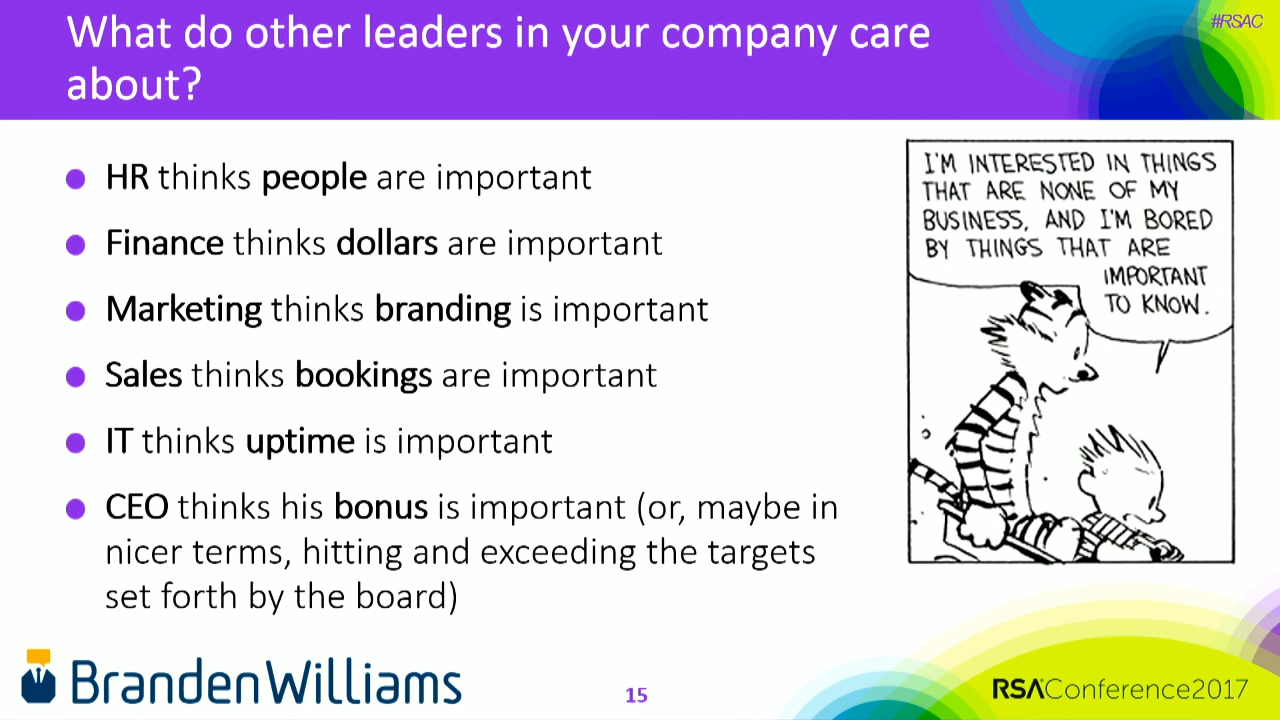 #RSAC
What do other leaders in your company care
about?
HR thinks people are important
Finance thinks dollars are important
Marketing thinks branding is important
Sales thinks bookings are important
IT thinks uptime is important
CEO thinks his bonus is important (or, maybe in
nicer terms, hitting and exceeding the targets
set forth by the board)
I'M INTERESTED IN THINGS
THAT ARE NONE OF MY
BUSINESS, AND I'M BORED
BY THINGS THAT ARE
IMPORTANT
TO KNOW.
BrandenWilliams
15
RSAConference2017